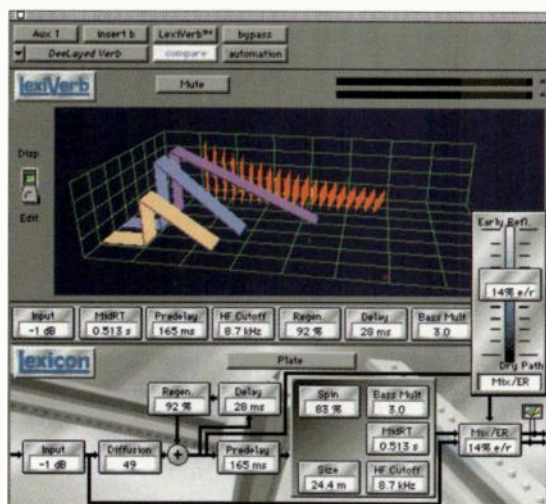 Aux 1 insert b LexiVerb™ bypass
DeeLayed Verb compare automation
lexiVerb Mute
Disp.
Edit
Early Refl.
14% e/r
Dry Path
Mix/ER
Input MidRT Predelay HF Cutoff Regen. Delay Bass Mult
-1 dB 0.513 s 165 ms 8.7 kHz 92 % 28 ms 3.0
lexicon Plate
Regen. Delay Spin Bass Mult
92 % 28 ms 83 % 3.0
MidRT
0.513 s
Input Diffusion + Predelay Mix/ER
-1 dB 49 165 ms 14% e/r
Size HF Cutoff
24.4 m 8.7 kHz